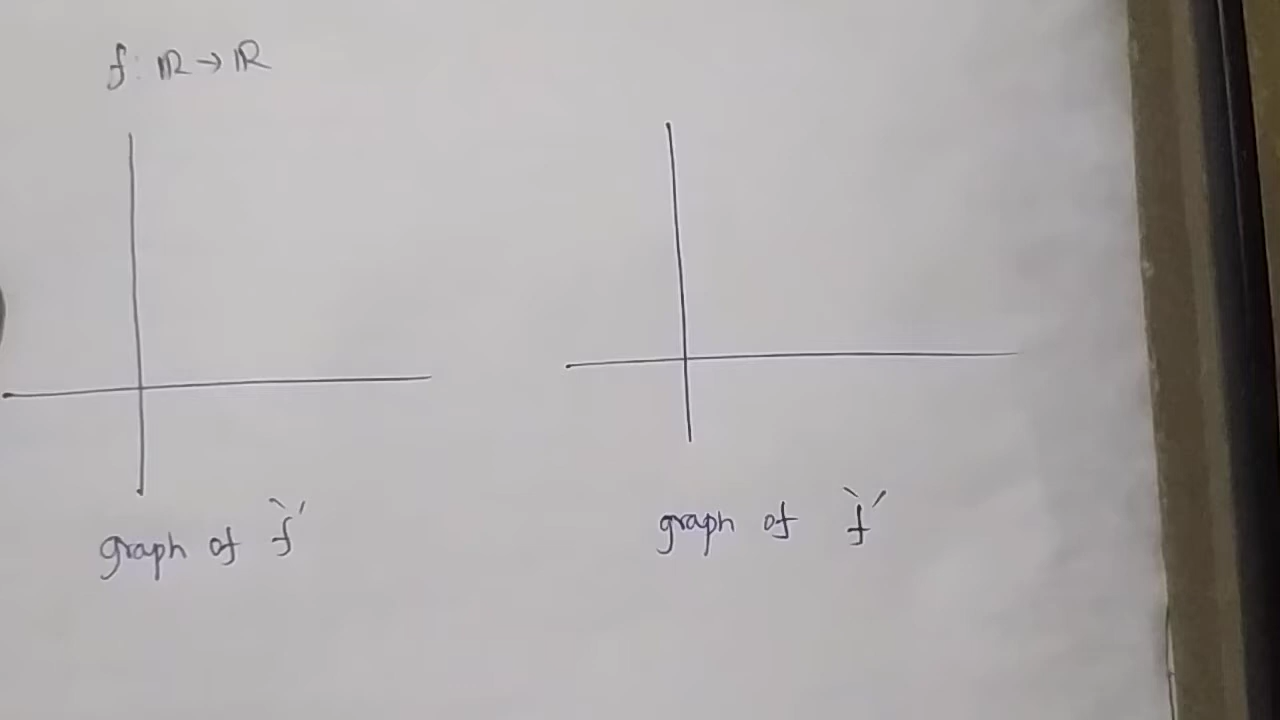 f: ℝ → ℝ
graph of `f'
graph of `f'